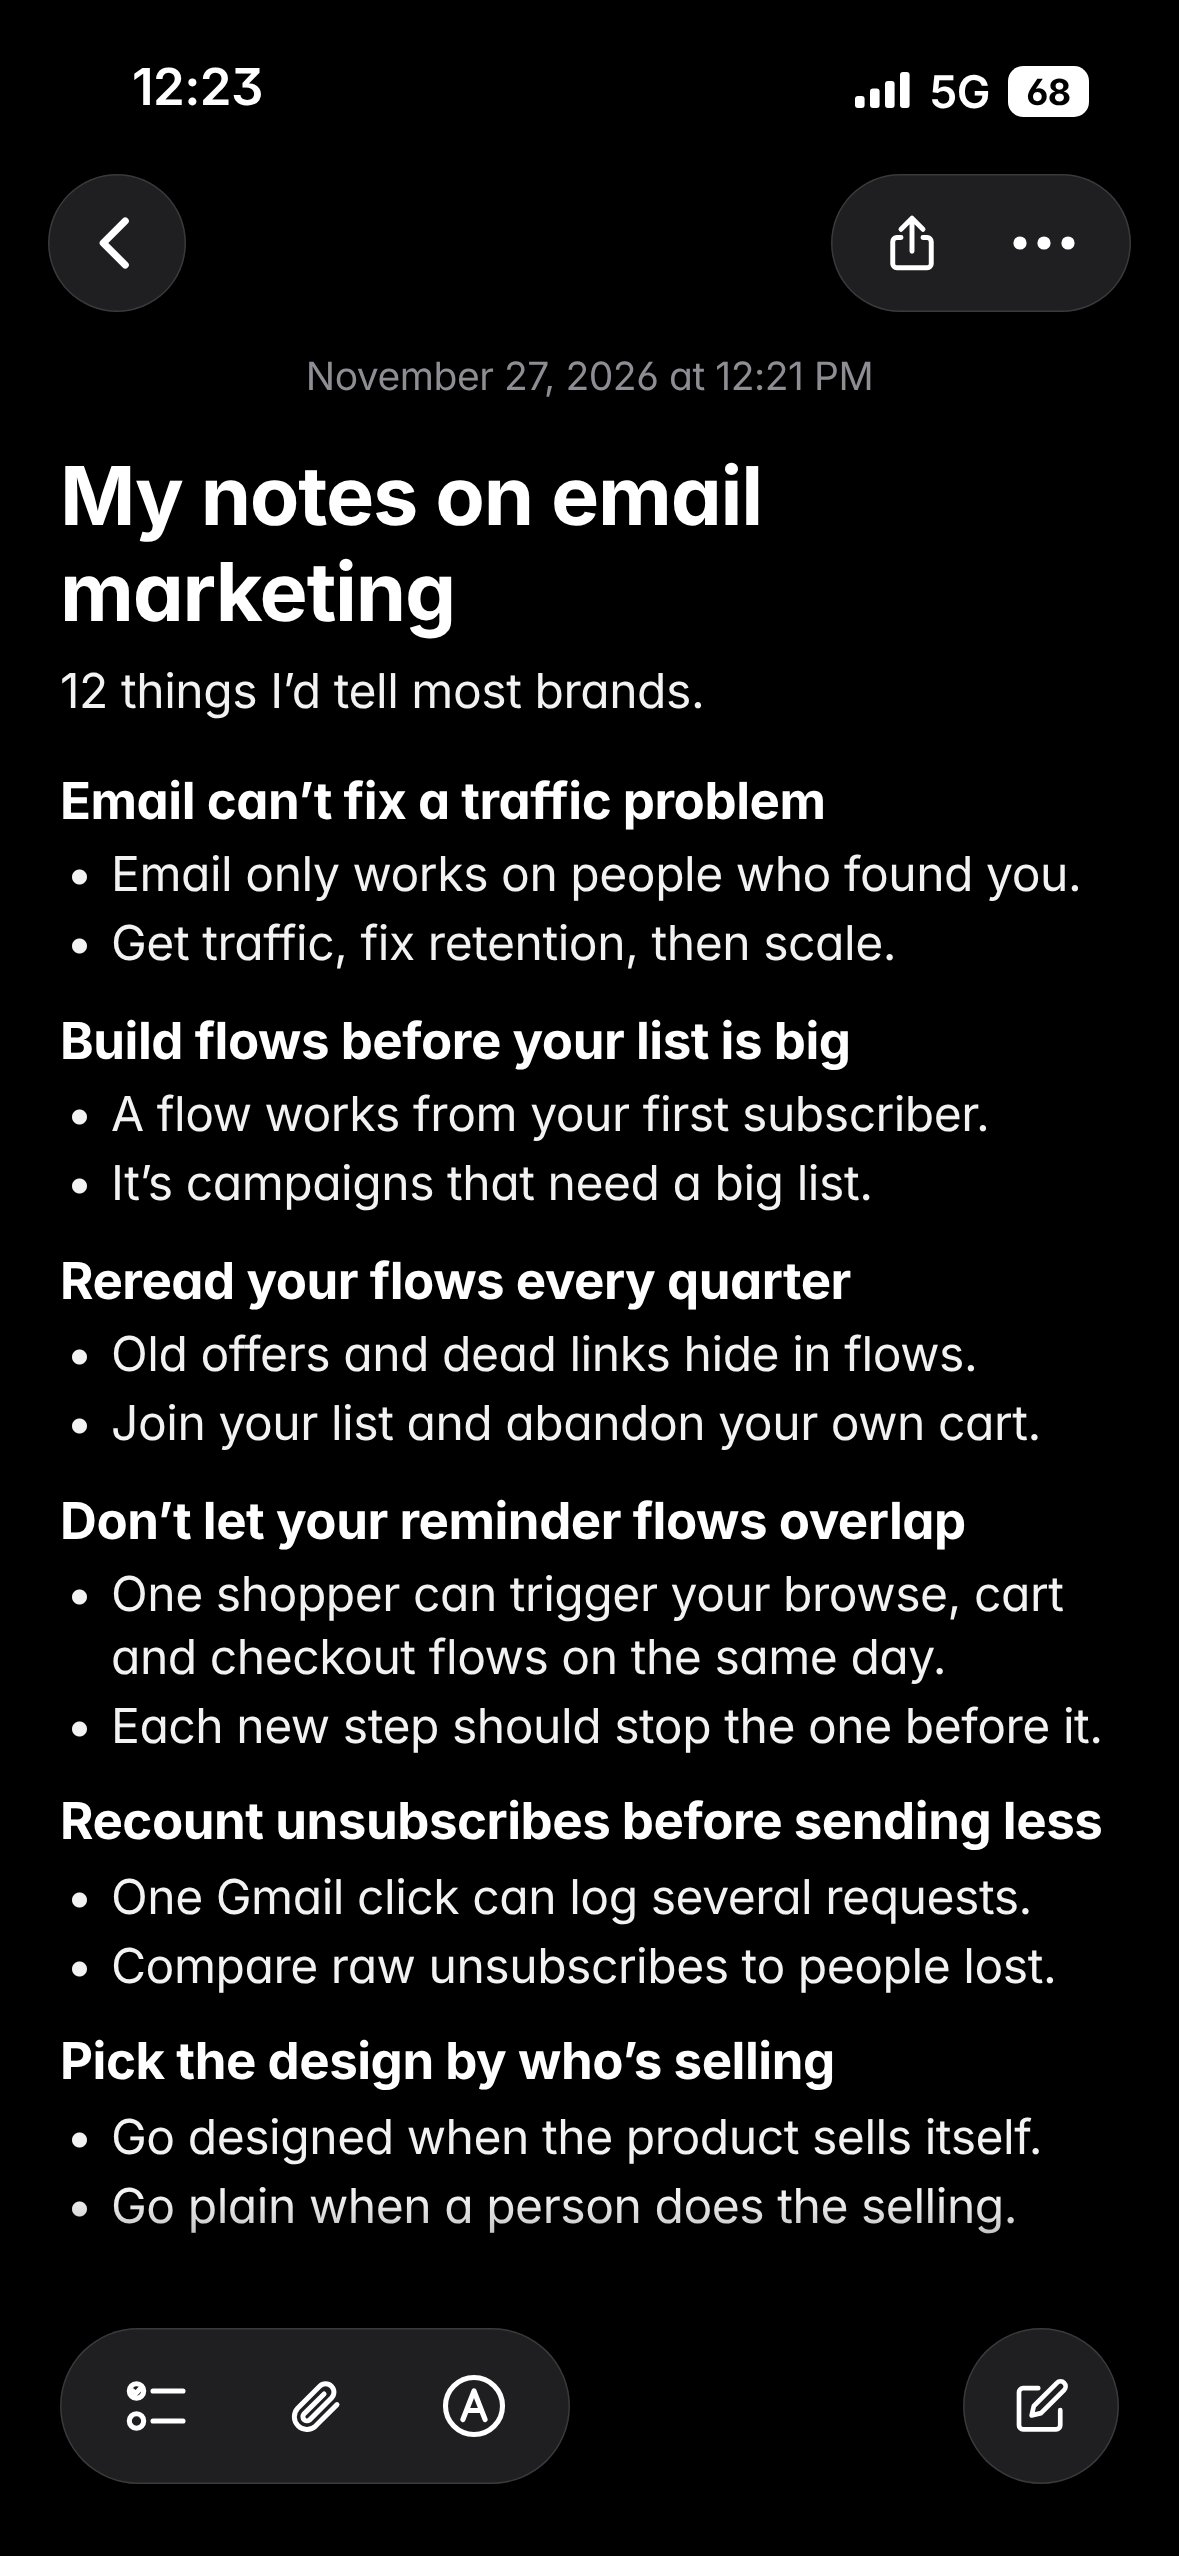 12:23
5G 68
November 27, 2026 at 12:21 PM
My notes on email
marketing
12 things I’d tell most brands.
Email can’t fix a traffic problem
• Email only works on people who found you.
• Get traffic, fix retention, then scale.
Build flows before your list is big
• A flow works from your first subscriber.
• It’s campaigns that need a big list.
Reread your flows every quarter
• Old offers and dead links hide in flows.
• Join your list and abandon your own cart.
Don’t let your reminder flows overlap
• One shopper can trigger your browse, cart
and checkout flows on the same day.
• Each new step should stop the one before it.
Recount unsubscribes before sending less
• One Gmail click can log several requests.
• Compare raw unsubscribes to people lost.
Pick the design by who’s selling
• Go designed when the product sells itself.
• Go plain when a person does the selling.